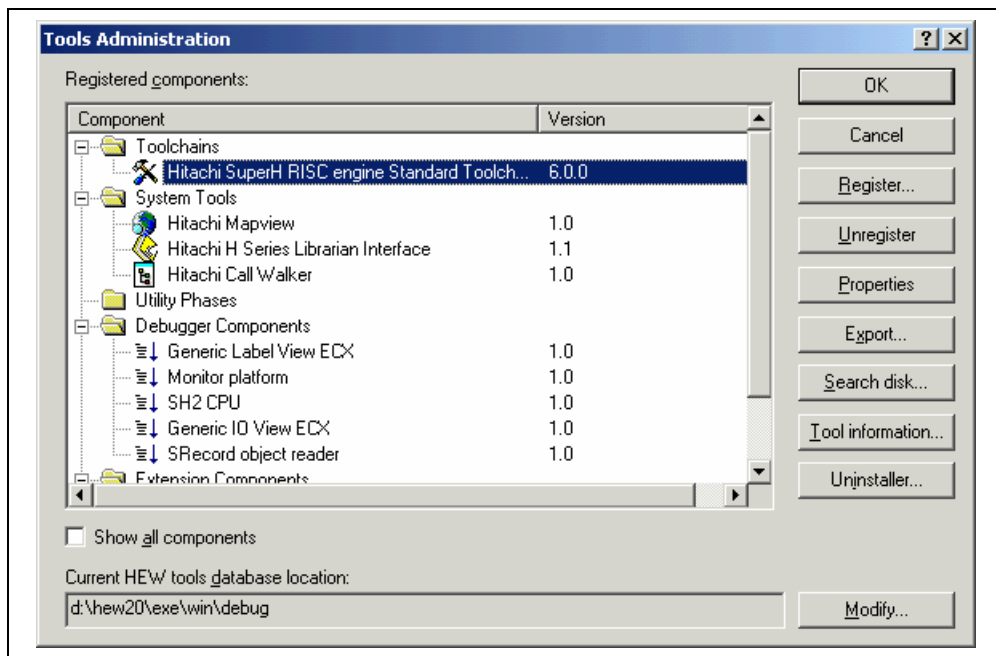 Tools Administration
Registered components:
Component Version
Toolchains
Hitachi SuperH RISC engine Standard Toolch... 6.0.0
System Tools
Hitachi Mapview 1.0
Hitachi H Series Librarian Interface 1.1
Hitachi Call Walker 1.0
Utility Phases
Debugger Components
Generic Label View ECX 1.0
Monitor platform 1.0
SH2 CPU 1.0
Generic IO View ECX 1.0
SRecord object reader 1.0
Extension Components
Show all components
Current HEW tools database location:
d:\hew20\exe\win\debug
OK
Cancel
Register...
Unregister
Properties
Export...
Search disk...
Tool information...
Uninstaller...
Modify...